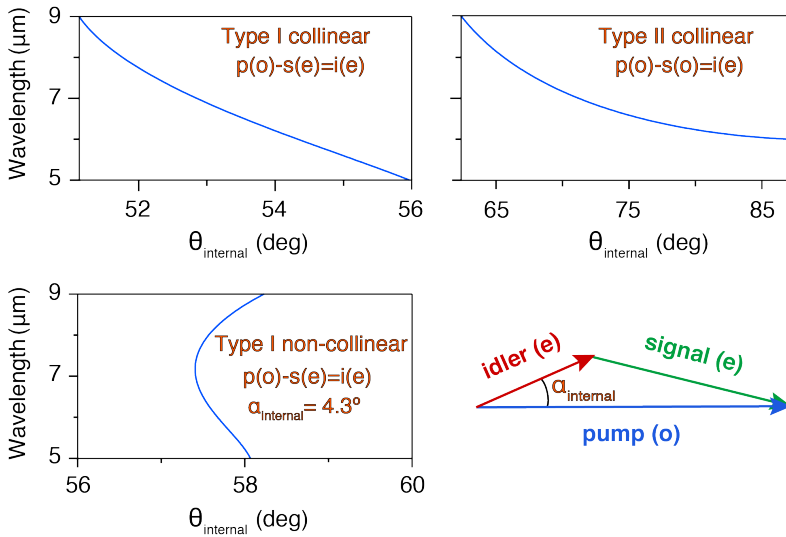 Wavelength (μm)
9
7
5
Type I collinear
p(o)-s(e)=i(e)
52
54
56
θinternal (deg)
Type II collinear
p(o)-s(o)=i(e)
65
75
85
θinternal (deg)
Wavelength (μm)
9
7
5
Type I non-collinear
p(o)-s(e)=i(e)
αinternal= 4.3º
56
58
60
θinternal (deg)
idler (e)
signal (e)
αinternal
pump (o)